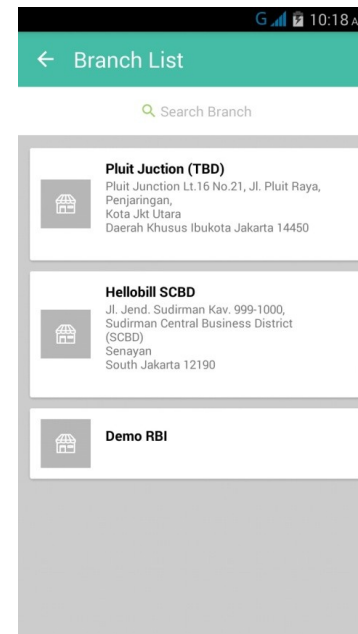 G 10:18 A
Branch List
Search Branch
Pluit Juction (TBD)
Pluit Junction Lt.16 No.21, Jl. Pluit Raya,
Penjaringan,
Kota Jkt Utara
Daerah Khusus Ibukota Jakarta 14450
Hellobill SCBD
Jl. Jend. Sudirman Kav. 999-1000,
Sudirman Central Business District
(SCBD)
Senayan
South Jakarta 12190
Demo RBI